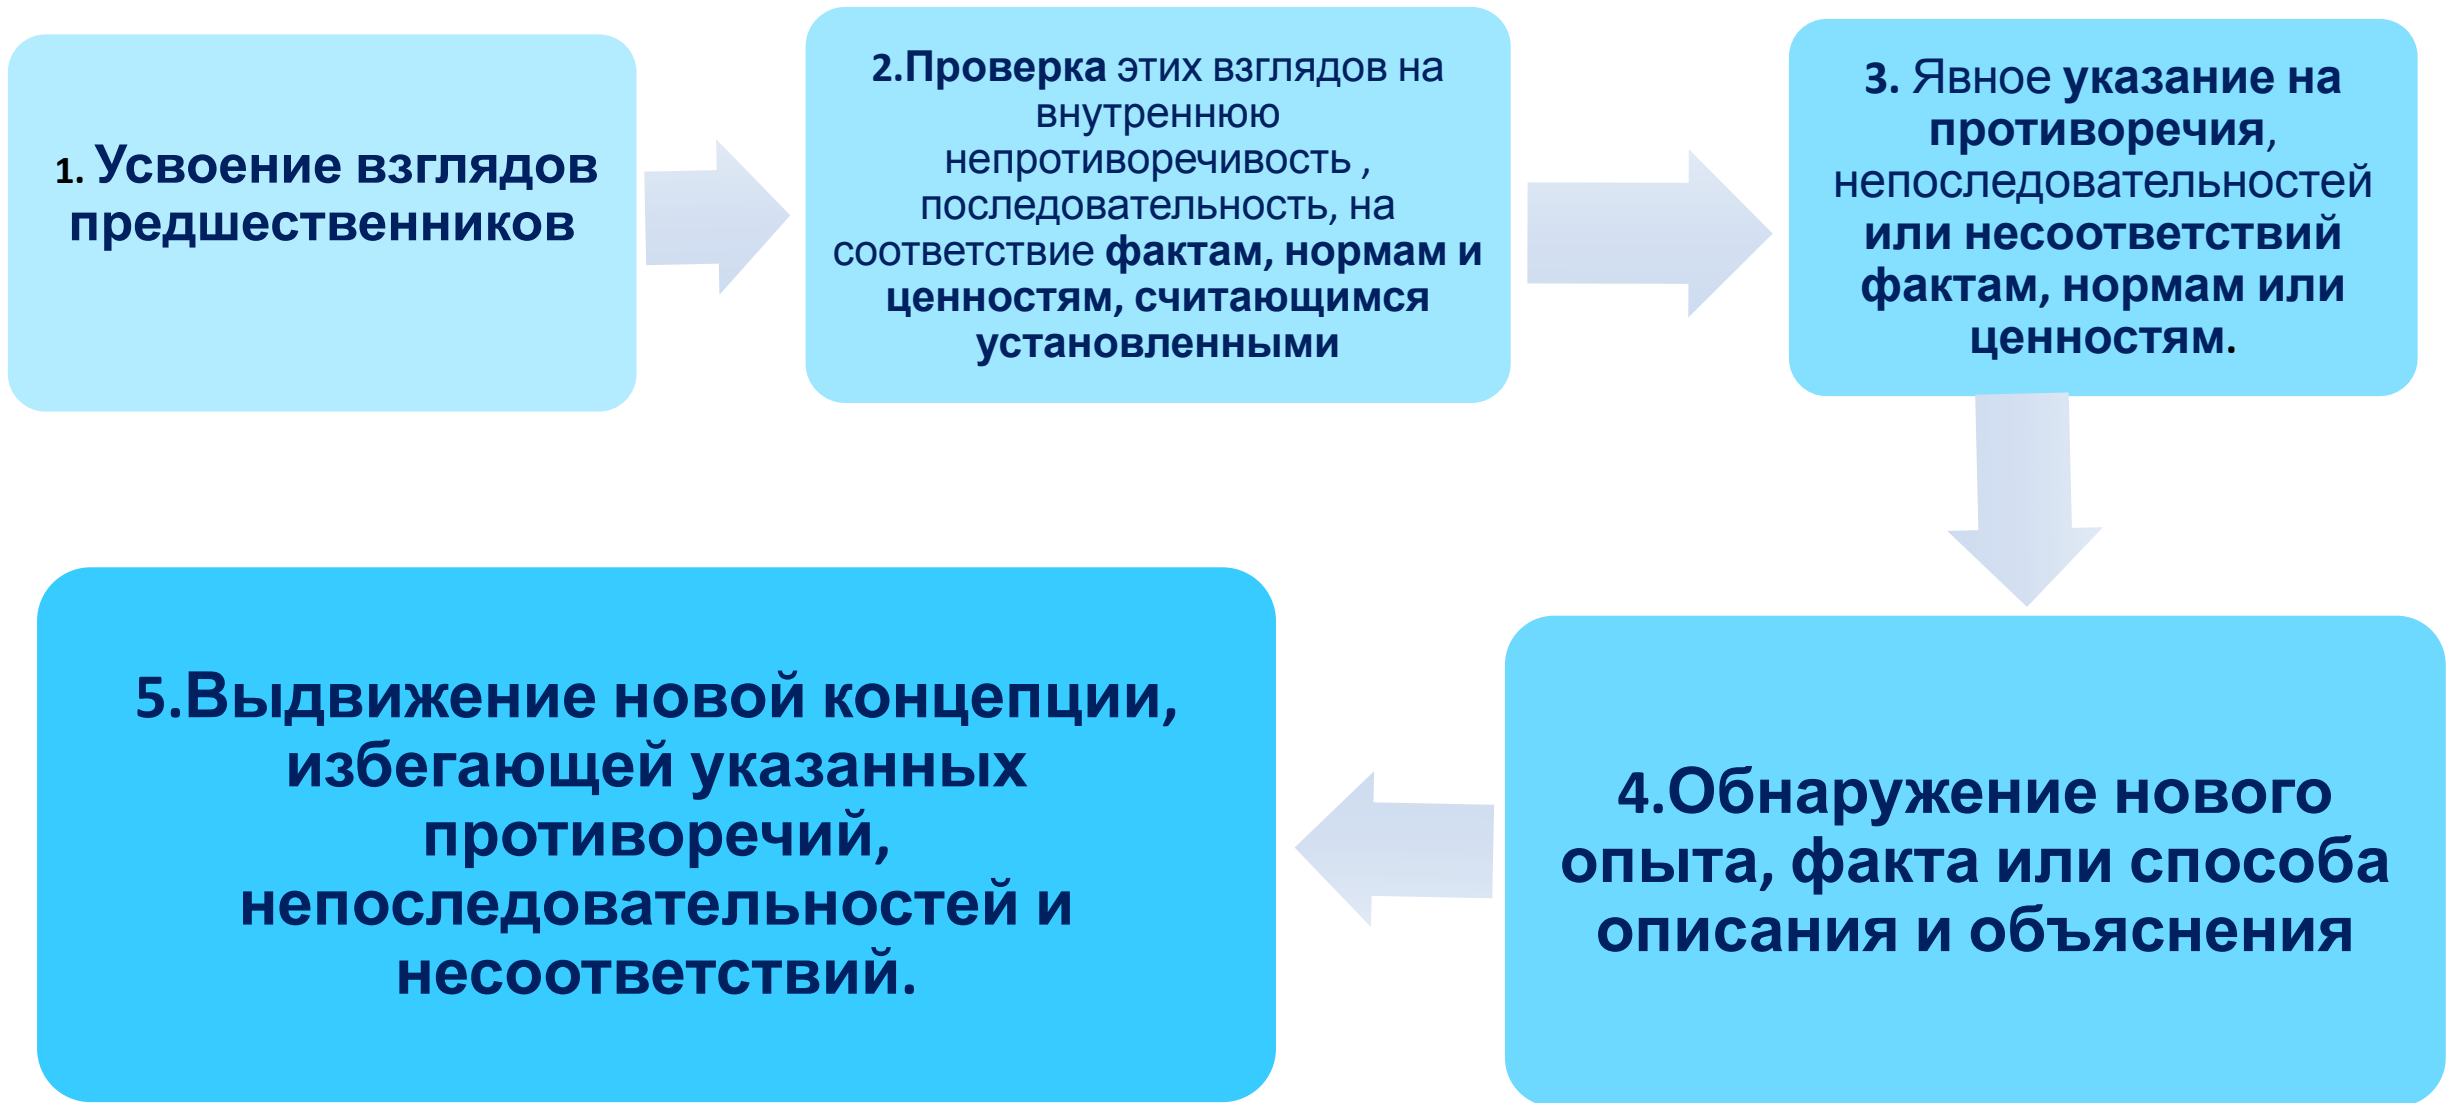 1. Усвоение взглядов
предшественников
2.Проверка этих взглядов на
внутреннюю
непротиворечивость ,
последовательность, на
соответствие фактам, нормам и
ценностям, считающимся
установленными
3. Явное указание на
противоречия,
непоследовательностей
или несоответствий
фактам, нормам или
ценностям.
4.Обнаружение нового
опыта, факта или способа
описания и объяснения
5.Выдвижение новой концепции,
избегающей указанных
противоречий,
непоследовательностей и
несоответствий.